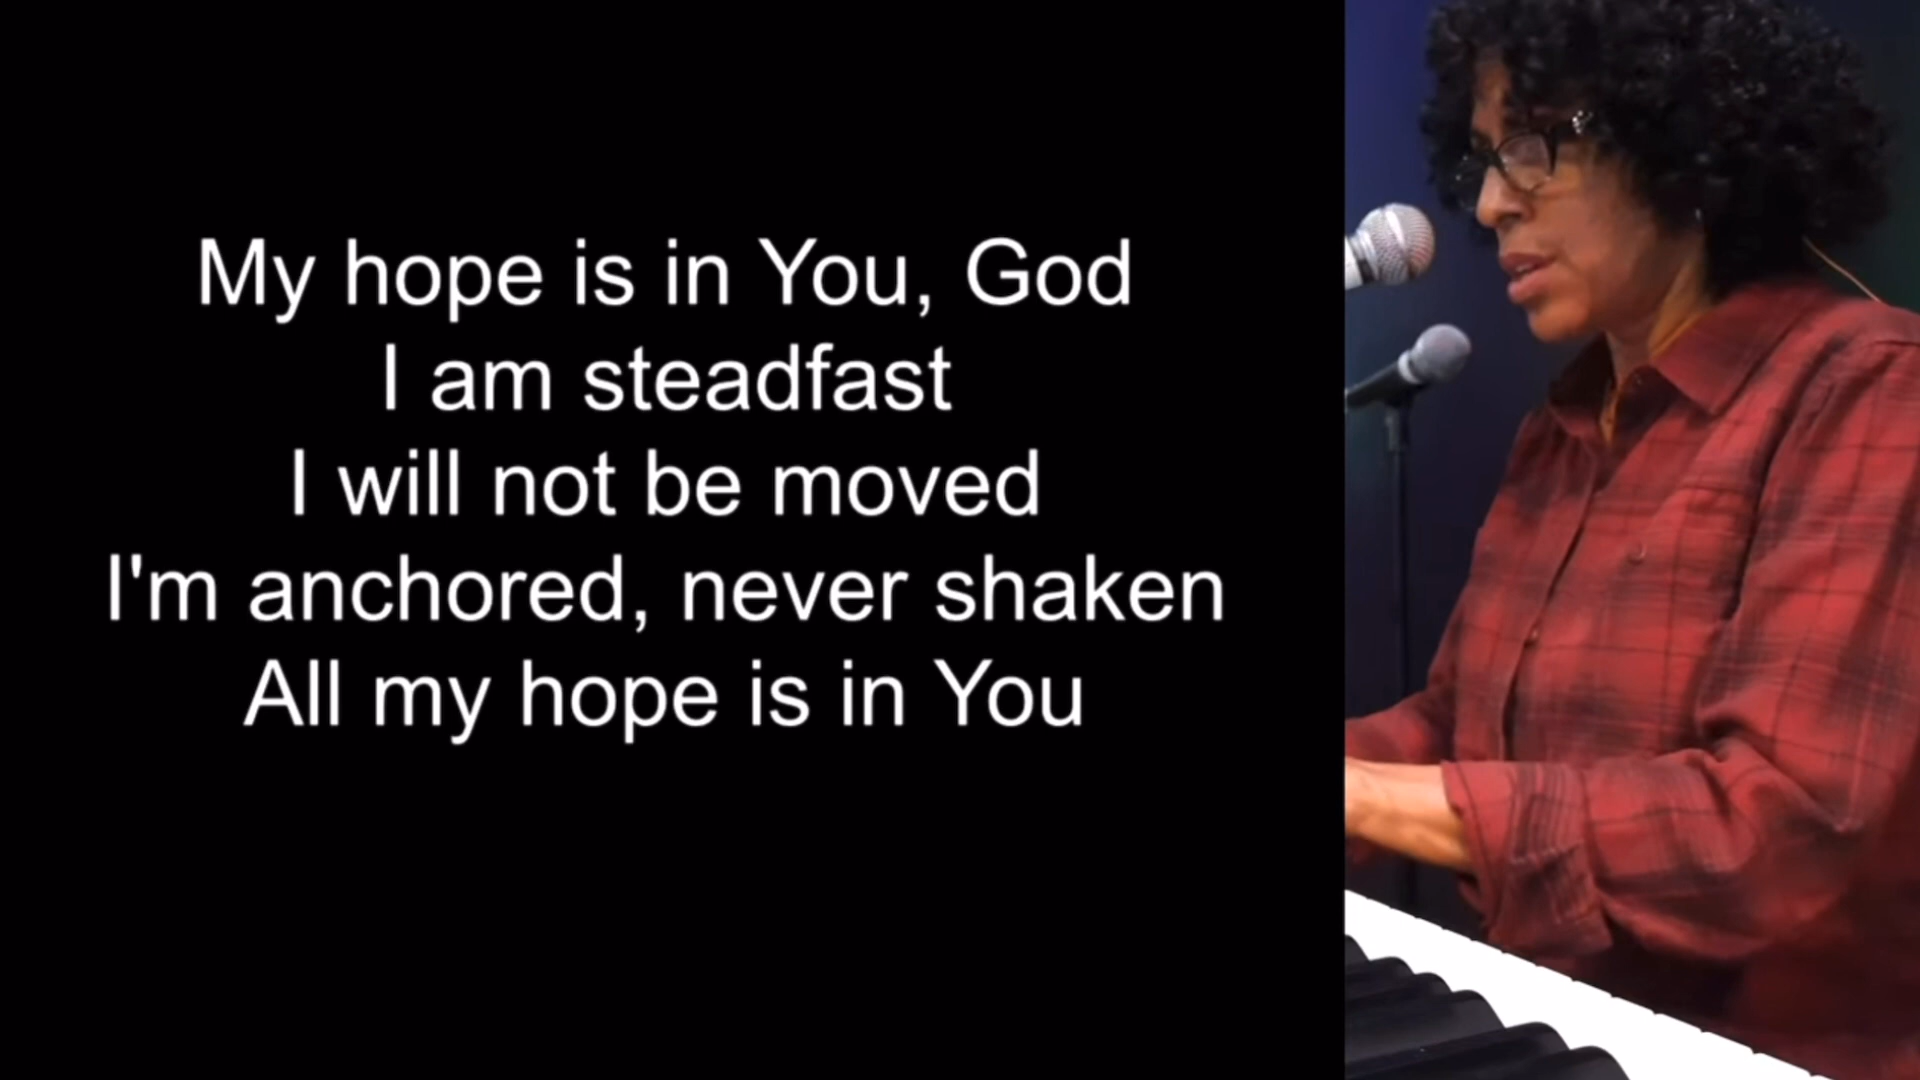 My hope is in You, God
I am steadfast
I will not be moved
I'm anchored, never shaken
All my hope is in You